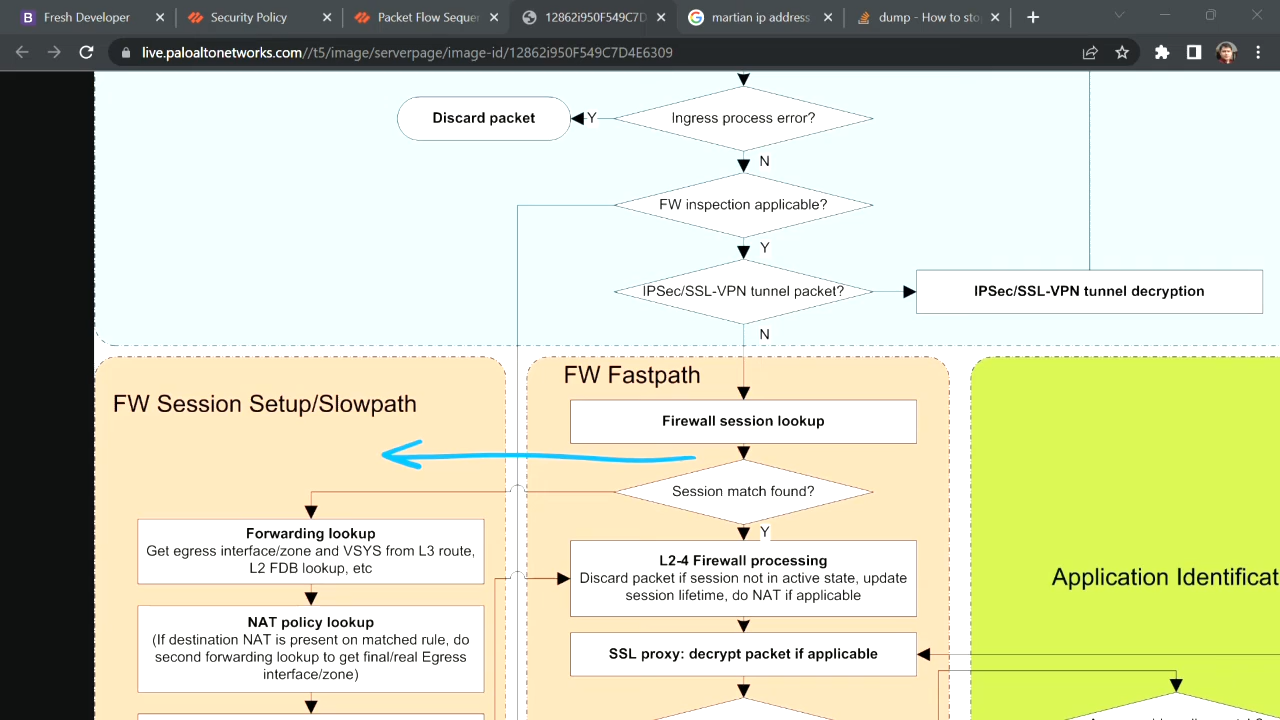 Fresh Developer
Security Policy
Packet Flow Sequen
12862i950F549C7D
martian ip address
dump - How to sto
live.paloaltonetworks.com//t5/image/serverpage/image-id/12862i950F549C7D4E6309
Discard packet
Y
Ingress process error?
N
FW inspection applicable?
Y
IPSec/SSL-VPN tunnel packet?
IPSec/SSL-VPN tunnel decryption
N
FW Session Setup/Slowpath
FW Fastpath
Firewall session lookup
Session match found?
Y
Forwarding lookup
Get egress interface/zone and VSYS from L3 route,
L2 FDB lookup, etc
L2-4 Firewall processing
Discard packet if session not in active state, update
session lifetime, do NAT if applicable
NAT policy lookup
(If destination NAT is present on matched rule, do
second forwarding lookup to get final/real Egress
interface/zone)
SSL proxy: decrypt packet if applicable
Application Identificat